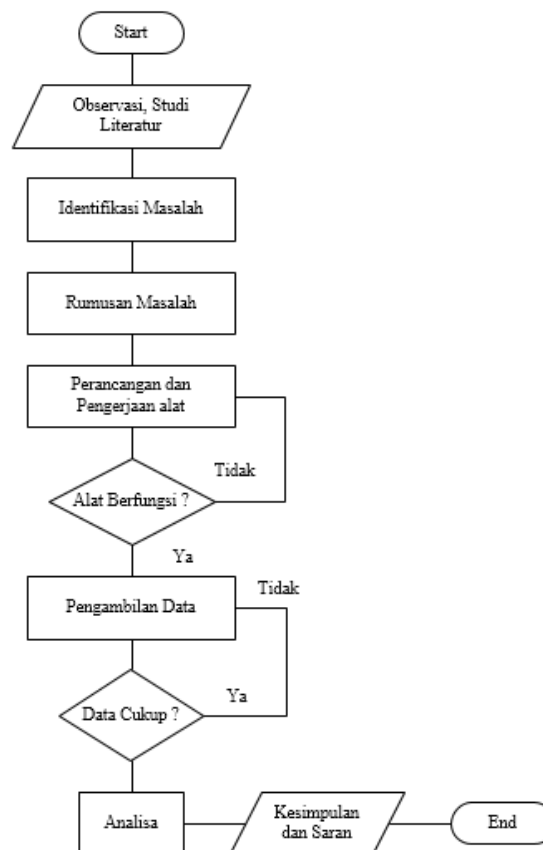 Start
Observasi, Studi
Literatur
Identifikasi Masalah
Rumusan Masalah
Perancangan dan
Pengerjaan alat
Tidak
Alat Berfungsi ?
Ya
Tidak
Pengambilan Data
Ya
Data Cukup ?
Analisa
Kesimpulan
dan Saran
End